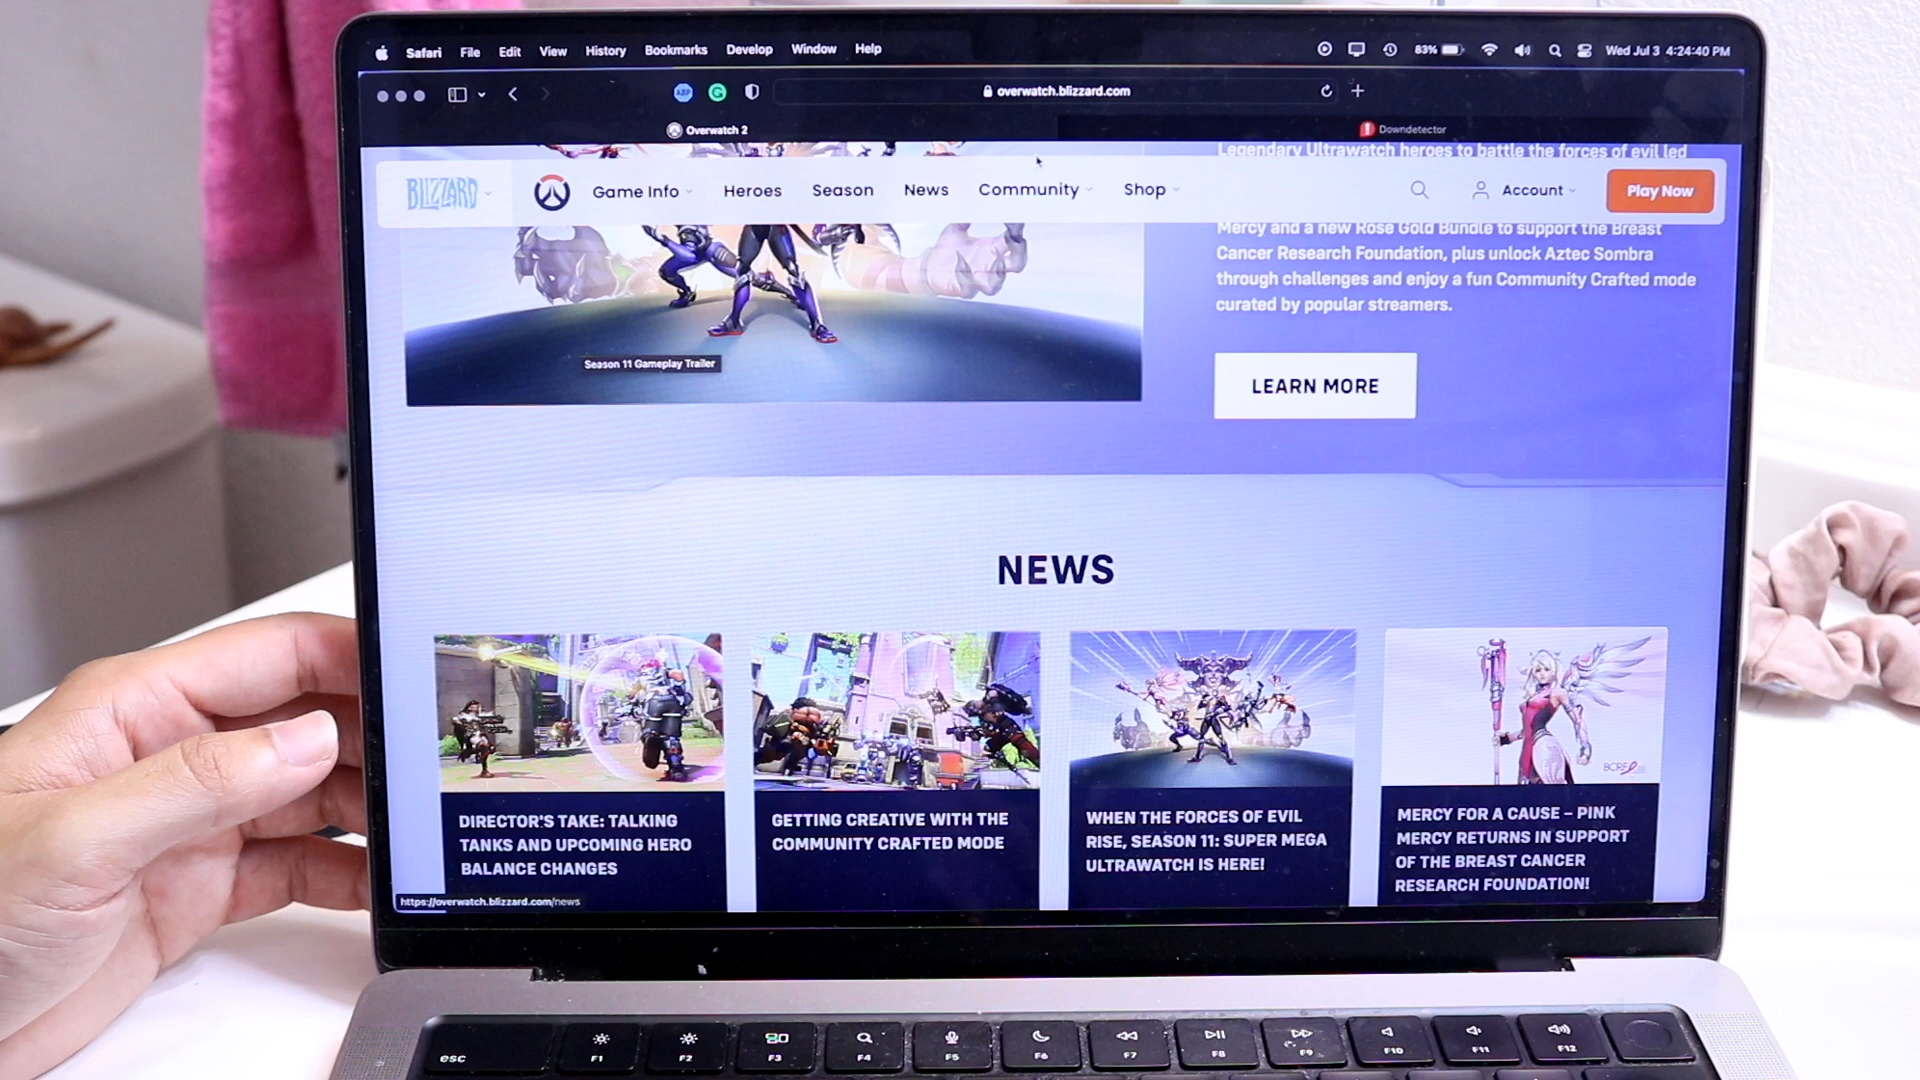 Safari File Edit View History Bookmarks Develop Window Help 83% Wed Jul 3 4:24:40 PM
ABP overwatch.blizzard.com
Overwatch 2 Downdetector
Legendary Ultrawatch heroes to battle the forces of evil led
BLIZZARD Game Info Heroes Season News Community Shop Account Play Now
Mercy and a new Rose Gold Bundle to support the Breast
Cancer Research Foundation, plus unlock Aztec Sombra
through challenges and enjoy a fun Community Crafted mode
curated by popular streamers.
Season 11 Gameplay Trailer
LEARN MORE
NEWS
BCRF
DIRECTOR'S TAKE: TALKING
TANKS AND UPCOMING HERO
BALANCE CHANGES
GETTING CREATIVE WITH THE
COMMUNITY CRAFTED MODE
WHEN THE FORCES OF EVIL
RISE, SEASON 11: SUPER MEGA
ULTRAWATCH IS HERE!
MERCY FOR A CAUSE – PINK
MERCY RETURNS IN SUPPORT
OF THE BREAST CANCER
RESEARCH FOUNDATION!
https://overwatch.blizzard.com/news
esc F1 F2 F3 F4 F5 F6 F7 F8 F9 F10 F11 F12